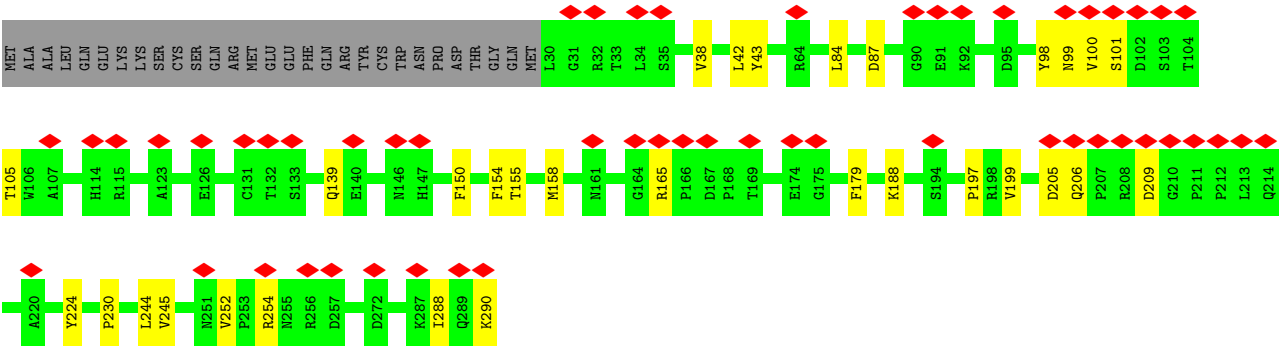 MET ALA ALA LEU GLN GLU LYS LYS SER CYS SER GLN ARG MET GLU GLU PHE GLN ARG TYR CYS TRP ASN PRO ASP THR GLY GLN MET L30 G31 R32 T33 L34 S35 V38 L42 Y43 R64 L84 D87 G90 E91 K92 D95 Y98 N99 V100 S101 D102 S103 T104
T105 W106 A107 H114 R115 A123 E126 C131 T132 S133 Q139 E140 N146 H147 F150 F154 T155 M158 N161 G164 R165 P166 D167 P168 T169 E174 G175 F179 K188 S194 P197 R198 V199 D205 Q206 P207 R208 D209 G210 P211 P212 L213 Q214
A220 Y224 P230 L244 V245 N251 V252 P253 R254 N255 R256 D257 D272 K287 I288 Q289 K290